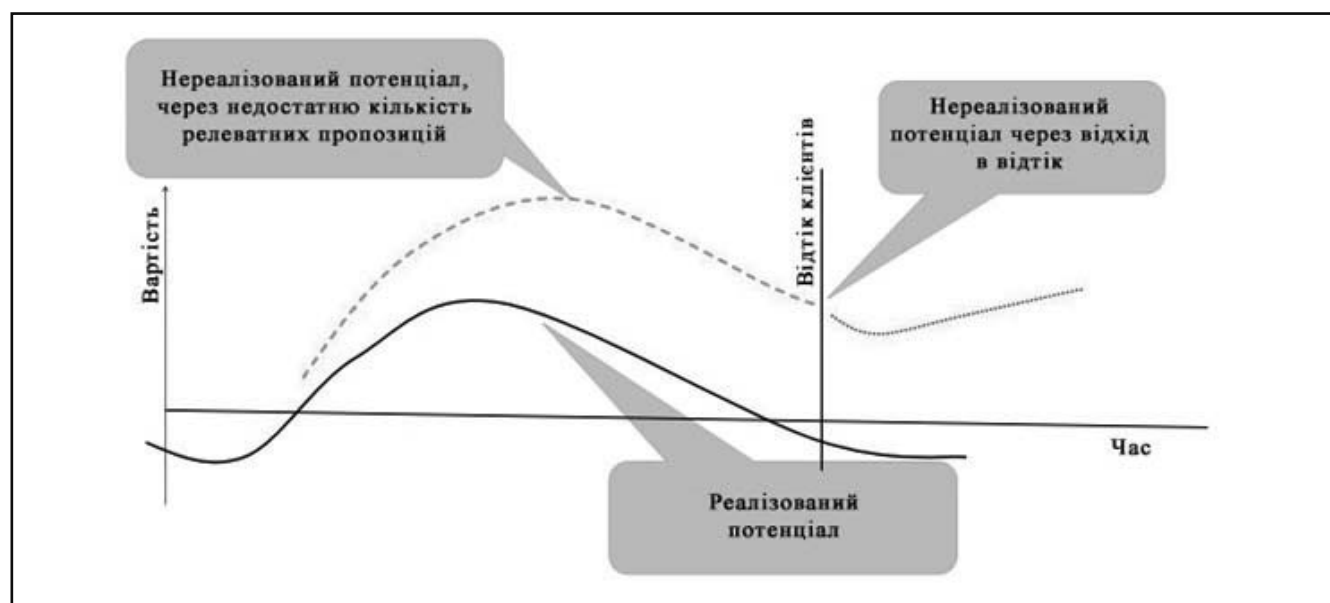 Нереалізований потенціал,
через недостатню кількість
релеватних пропозицій
Нереалізований
потенціал через відхід
в відтік
Вартість
Відтік клієнтів
Час
Реалізований
потенціал